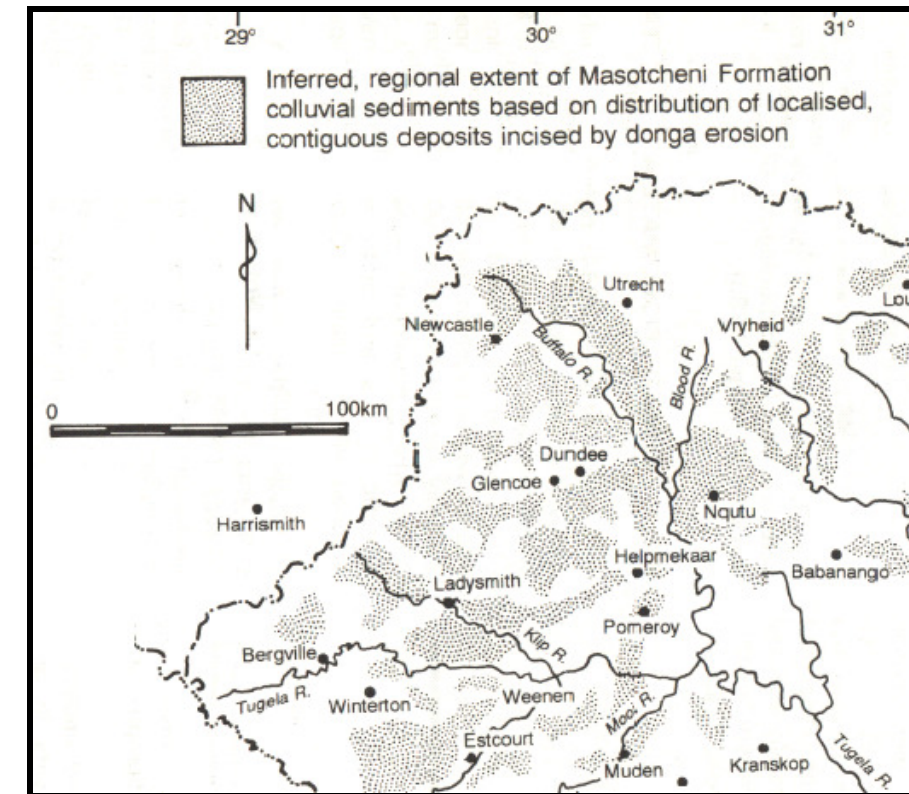 29°
30°
31°
Inferred, regional extent of Masotcheni Formation
colluvial sediments based on distribution of localised,
contiguous deposits incised by donga erosion
N
Utrecht
Lou
Newcastle
Vryheid
Buffalo R.
Blood R.
0
100km
Dundee
Glencoe
Nqutu
Harrismith
Helpmekaar
Babanango
Ladysmith
Pomeroy
Klip R.
Bergville
Tugela R.
Winterton
Weenen
Mooi R.
Estcourt
Tugela R.
Muden
Kranskop